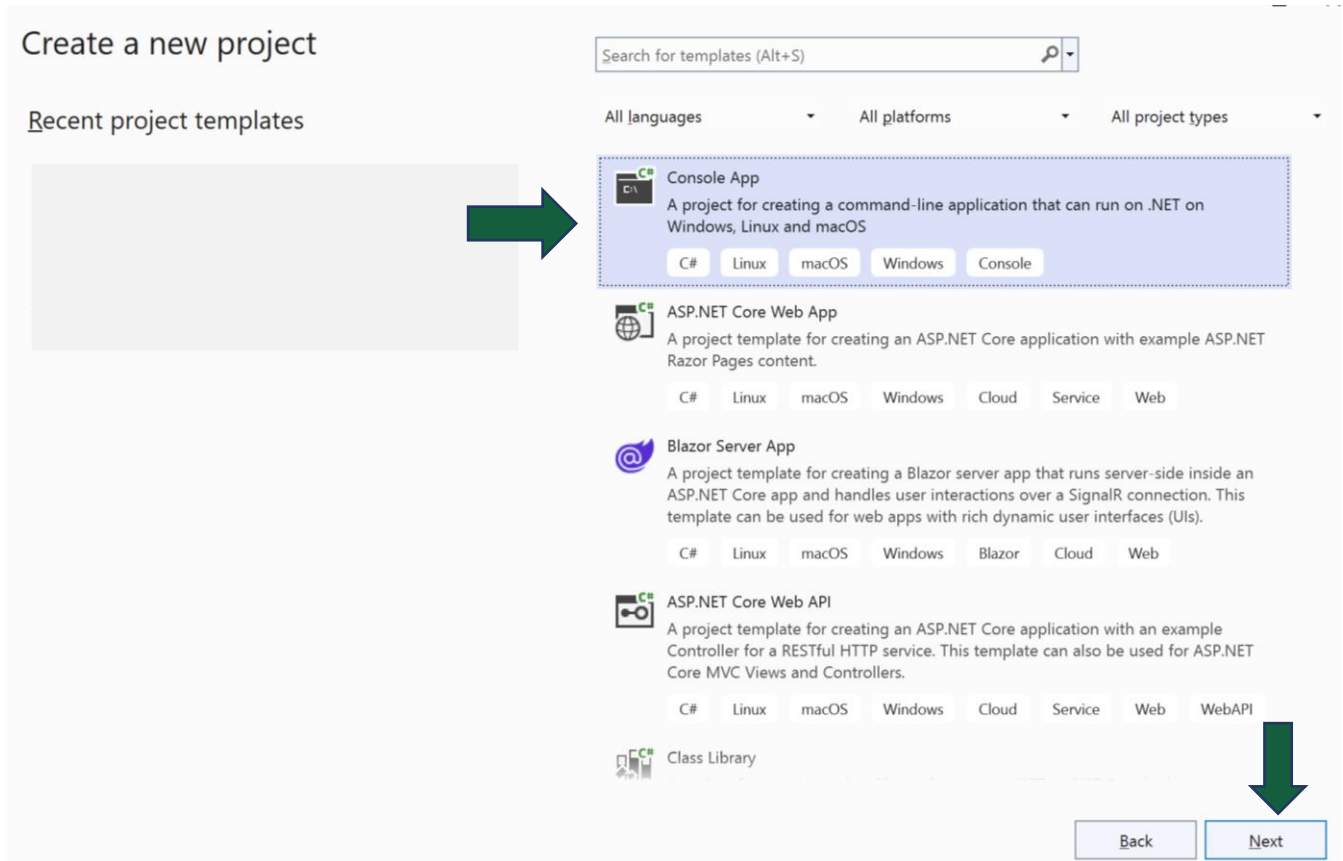 Create a new project
Search for templates (Alt+S)
Recent project templates
All languages
All platforms
All project types
C#
C:\
Console App
A project for creating a command-line application that can run on .NET on
Windows, Linux and macOS
C# Linux macOS Windows Console
C#
ASP.NET Core Web App
A project template for creating an ASP.NET Core application with example ASP.NET
Razor Pages content.
C# Linux macOS Windows Cloud Service Web
Blazor Server App
A project template for creating a Blazor server app that runs server-side inside an
ASP.NET Core app and handles user interactions over a SignalR connection. This
template can be used for web apps with rich dynamic user interfaces (UIs).
C# Linux macOS Windows Blazor Cloud Web
C#
ASP.NET Core Web API
A project template for creating an ASP.NET Core application with an example
Controller for a RESTful HTTP service. This template can also be used for ASP.NET
Core MVC Views and Controllers.
C# Linux macOS Windows Cloud Service Web WebAPI
C#
Class Library
Back
Next